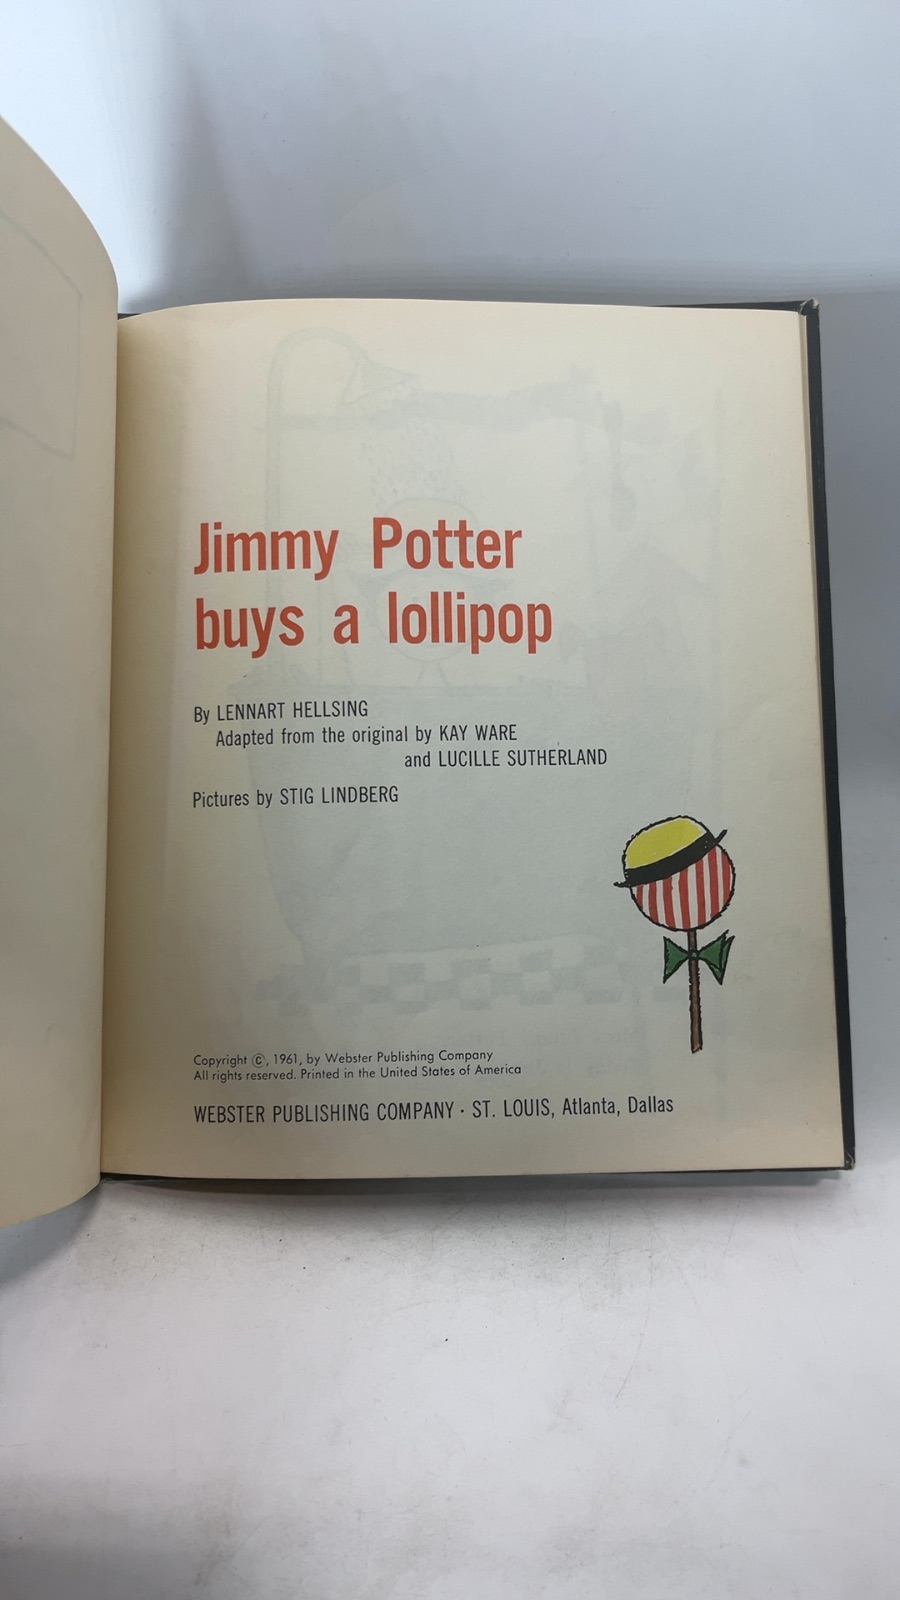 Jimmy Potter
buys a lollipop
By LENNART HELLSING
Adapted from the original by KAY WARE
and LUCILLE SUTHERLAND
Pictures by STIG LINDBERG
Copyright ©, 1961, by Webster Publishing Company
All rights reserved. Printed in the United States of America
WEBSTER PUBLISHING COMPANY · ST. LOUIS, Atlanta, Dallas